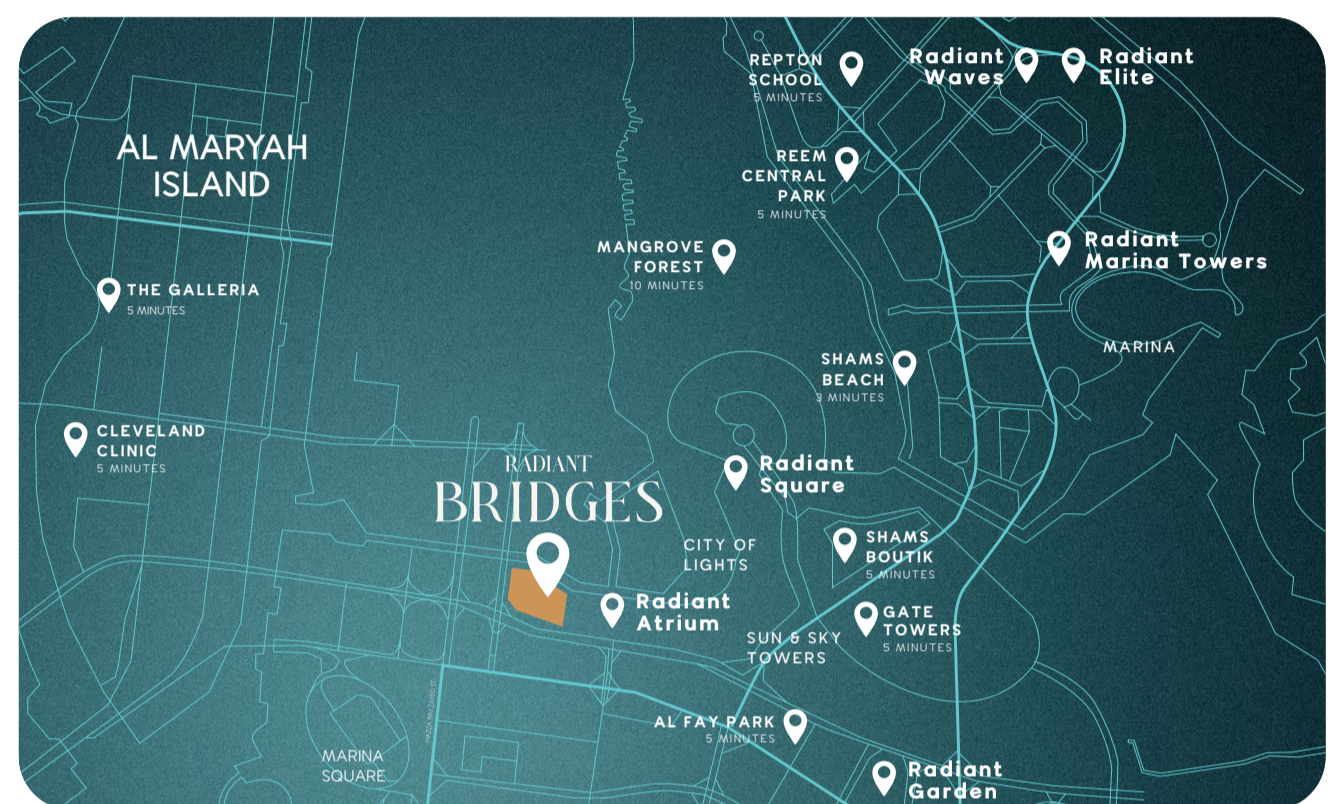 REPTON
SCHOOL
5 MINUTES
Radiant
Waves
Radiant
Elite
AL MARYAH
ISLAND
REEM
CENTRAL
PARK
5 MINUTES
MANGROVE
FOREST
10 MINUTES
Radiant
Marina Towers
THE GALLERIA
5 MINUTES
MARINA
SHAMS
BEACH
3 MINUTES
CLEVELAND
CLINIC
5 MINUTES
RADIANT
BRIDGES
Radiant
Square
CITY OF
LIGHTS
SHAMS
BOUTIK
5 MINUTES
Radiant
Atrium
GATE
TOWERS
5 MINUTES
SUN & SKY
TOWERS
AL FAY PARK
5 MINUTES
MARINA
SQUARE
Radiant
Garden